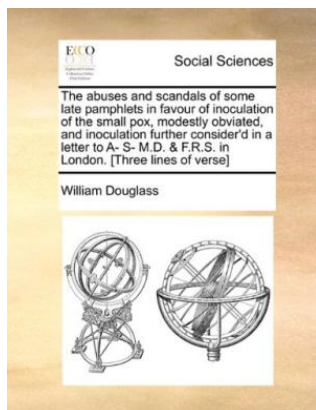 ECCO
Social Sciences
The abuses and scandals of some
late pamphlets in favour of inoculation
of the small pox, modestly obviated,
and inoculation further consider'd in a
letter to A- S- M.D. & F.R.S. in
London. [Three lines of verse]
William Douglass